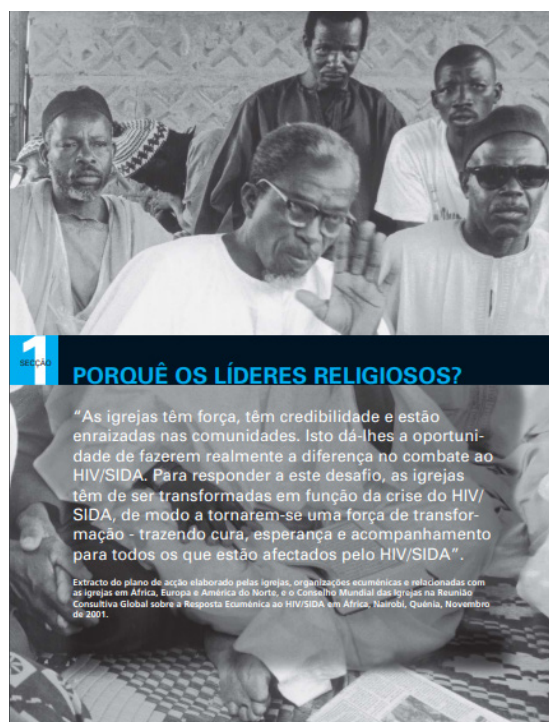 SECÇÃO
1
PORQUÊ OS LÍDERES RELIGIOSOS?
“As igrejas têm força, têm credibilidade e estão
enraizadas nas comunidades. Isto dá-lhes a oportuni-
dade de fazerem realmente a diferença no combate ao
HIV/SIDA. Para responder a este desafio, as igrejas
têm de ser transformadas em função da crise do HIV/
SIDA, de modo a tornarem-se uma força de transfor-
mação - trazendo cura, esperança e acompanhamento
para todos os que estão afectados pelo HIV/SIDA”.
Extracto do plano de acção elaborado pelas igrejas, organizações ecuménicas e relacionadas com
as igrejas em África, Europa e América do Norte, e o Conselho Mundial das Igrejas na Reunião
Consultiva Global sobre a Resposta Ecuménica ao HIV/SIDA em África, Nairobi, Quénia, Novembro
de 2001.